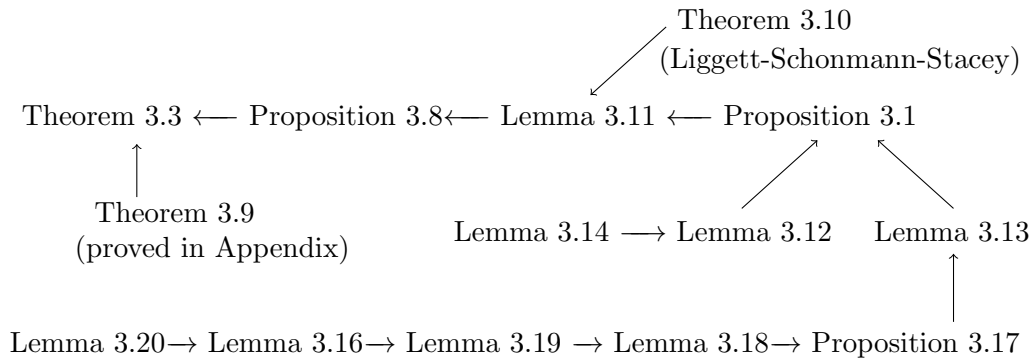 Theorem 3.10
(Liggett-Schonmann-Stacey)
Theorem 3.3 ← Proposition 3.8 ← Lemma 3.11 ← Proposition 3.1
Theorem 3.9
(proved in Appendix)
Lemma 3.14 → Lemma 3.12 Lemma 3.13
Lemma 3.20 → Lemma 3.16 → Lemma 3.19 → Lemma 3.18 → Proposition 3.17